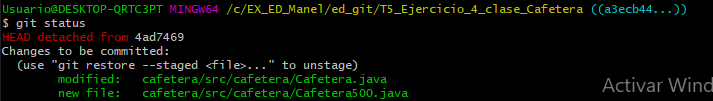 Usuario@DESKTOP-QRTC3PT MINGW64 /c/EX_ED_Manel/ed_git/T5_Ejercicio_4_clase_Cafetera ((a3ecb44...))
$ git status
HEAD detached from 4ad7469
Changes to be committed:
  (use "git restore --staged <file>..." to unstage)
        modified:   cafetera/src/cafetera/Cafetera.java
        new file:   cafetera/src/cafetera/Cafetera500.java
Activar Wind